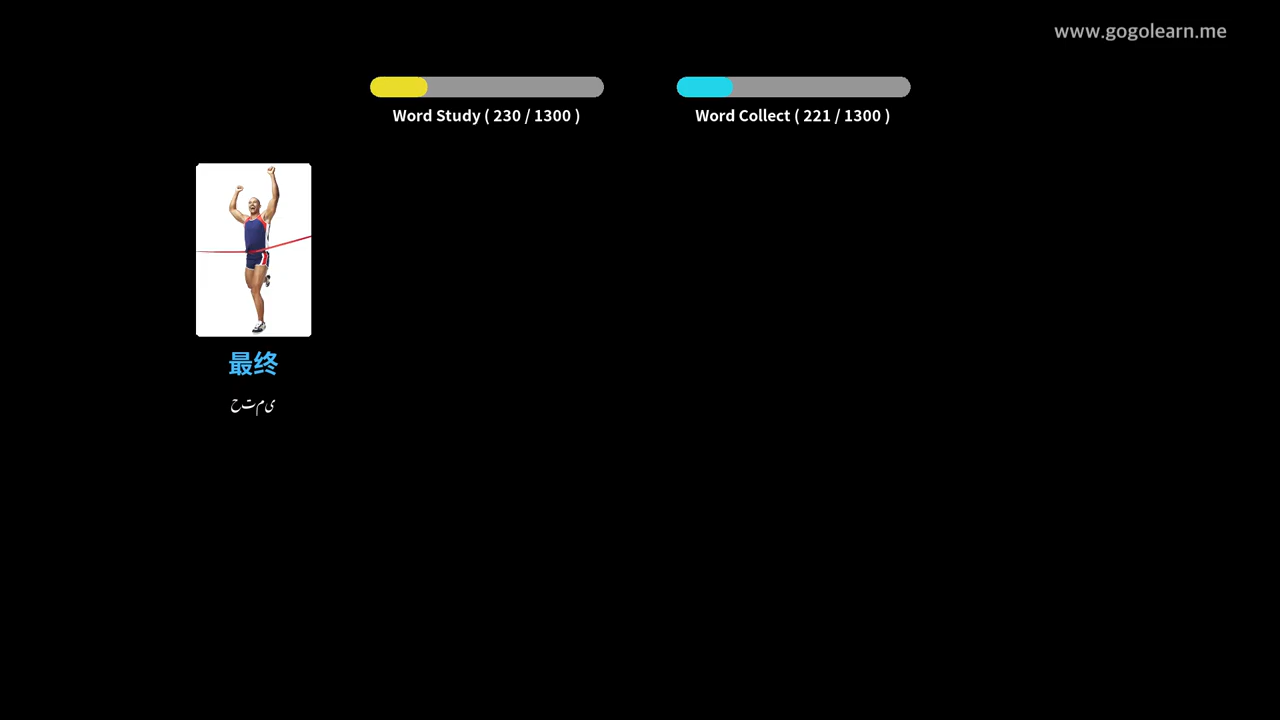 www.gogolearn.me
Word Study ( 230 / 1300 )
Word Collect ( 221 / 1300 )
最终
حتمی